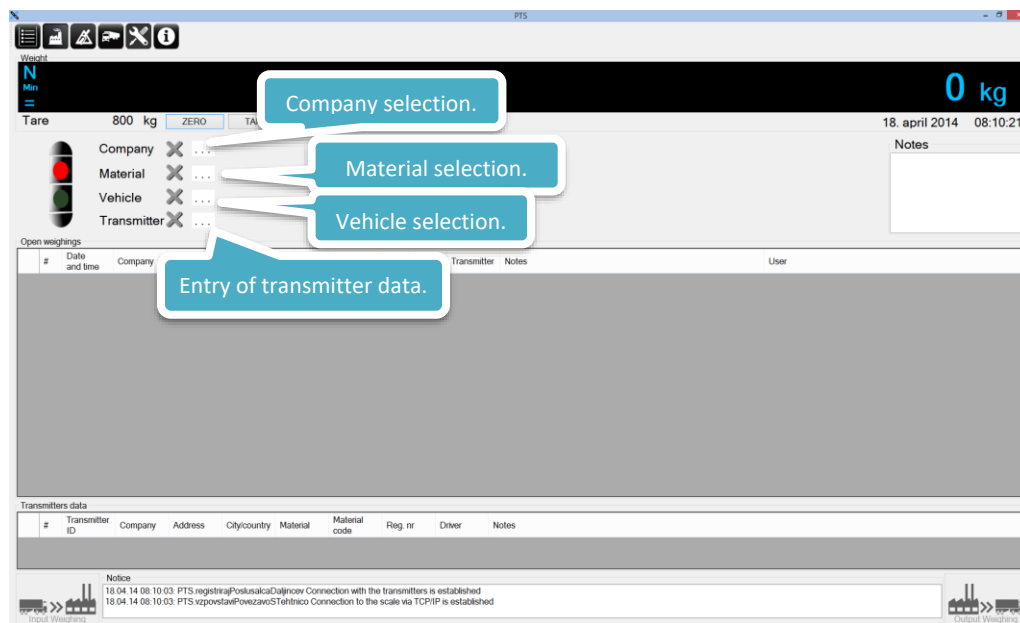 PTS
Weight
N
Min
=
0 kg
Tare 800 kg ZERO
18. april 2014 08:10:21
Company selection.
Company ...
Material selection.
Material ...
Vehicle selection.
Vehicle ...
Transmitter ...
Entry of transmitter data.
Notes
Open weighings
# Date and time Company Transmitter Notes User
Transmitters data
# Transmitter ID Company Address City/country Material Material code Reg. nr Driver Notes
Notice
18.04.14 08:10:03: PTS.registrirajPoslusalcaDaljincev Connection with the transmitters is established
18.04.14 08:10:03: PTS.vzpovstaviPovezavoSTehtnico Connection to the scale via TCP/IP is established
Input Weighing
Output Weighing